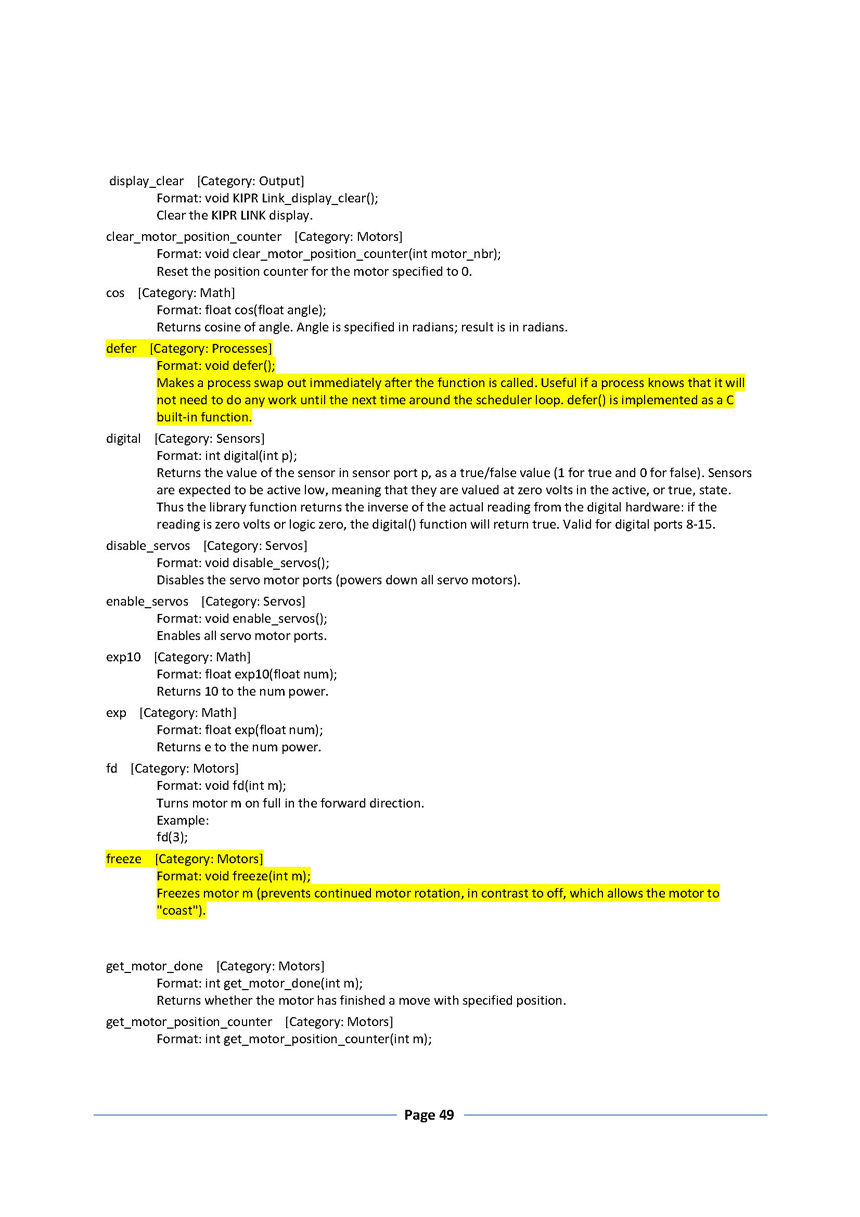 display_clear [Category: Output]
Format: void KIPR Link_display_clear();
Clear the KIPR LINK display.
clear_motor_position_counter [Category: Motors]
Format: void clear_motor_position_counter(int motor_nbr);
Reset the position counter for the motor specified to 0.
cos [Category: Math]
Format: float cos(float angle);
Returns cosine of angle. Angle is specified in radians; result is in radians.
defer [Category: Processes]
Format: void defer();
Makes a process swap out immediately after the function is called. Useful if a process knows that it will
not need to do any work until the next time around the scheduler loop. defer() is implemented as a C
built-in function.
digital [Category: Sensors]
Format: int digital(int p);
Returns the value of the sensor in sensor port p, as a true/false value (1 for true and 0 for false). Sensors
are expected to be active low, meaning that they are valued at zero volts in the active, or true, state.
Thus the library function returns the inverse of the actual reading from the digital hardware: if the
reading is zero volts or logic zero, the digital() function will return true. Valid for digital ports 8-15.
disable_servos [Category: Servos]
Format: void disable_servos();
Disables the servo motor ports (powers down all servo motors).
enable_servos [Category: Servos]
Format: void enable_servos();
Enables all servo motor ports.
exp10 [Category: Math]
Format: float exp10(float num);
Returns 10 to the num power.
exp [Category: Math]
Format: float exp(float num);
Returns e to the num power.
fd [Category: Motors]
Format: void fd(int m);
Turns motor m on full in the forward direction.
Example:
fd(3);
freeze [Category: Motors]
Format: void freeze(int m);
Freezes motor m (prevents continued motor rotation, in contrast to off, which allows the motor to
"coast").
get_motor_done [Category: Motors]
Format: int get_motor_done(int m);
Returns whether the motor has finished a move with specified position.
get_motor_position_counter [Category: Motors]
Format: int get_motor_position_counter(int m);
Page 49